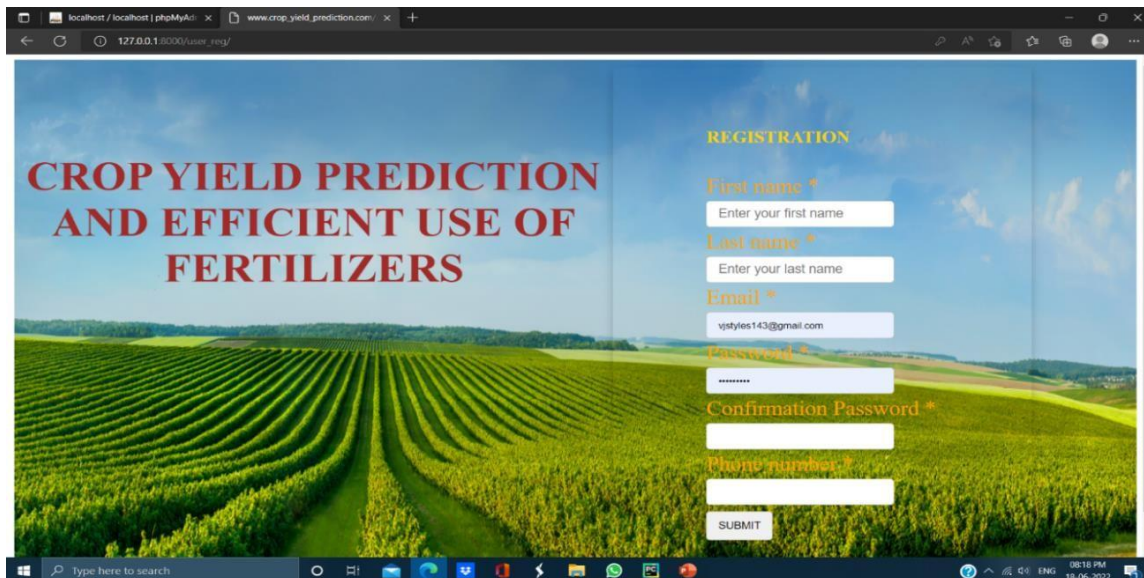 localhost / localhost | phpMyAd
www.crop_yield_prediction.com/
127.0.0.1:8000/user_reg/
CROP YIELD PREDICTION
AND EFFICIENT USE OF
FERTILIZERS
REGISTRATION
First name *
Enter your first name
Last name *
Enter your last name
Email *
vjstyles143@gmail.com
Password *
•••••••••
Confirmation Password *
Phone number *
SUBMIT
Type here to search
ENG
08:18 PM
18-06-2022